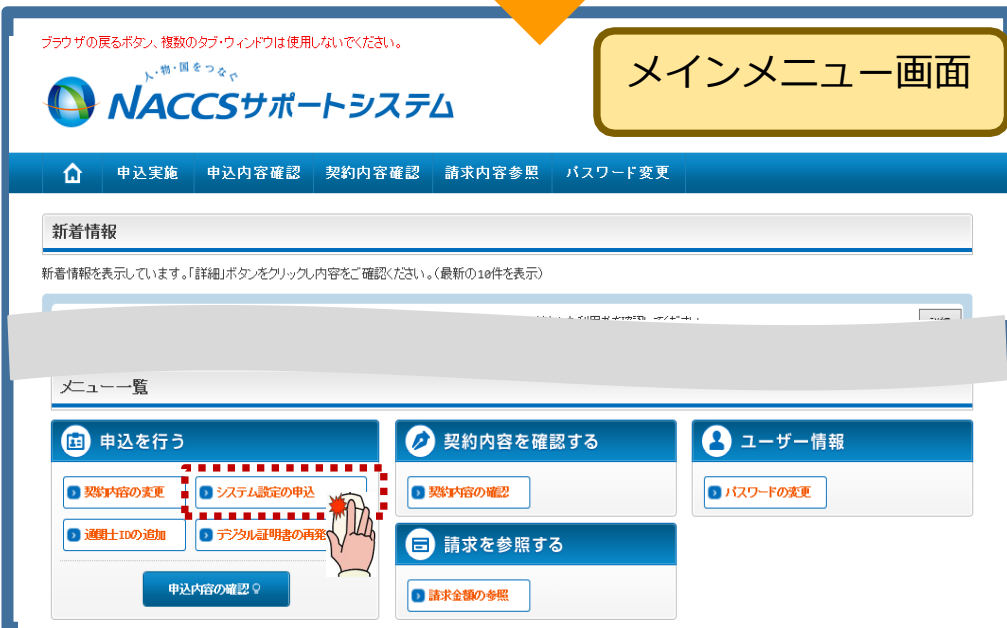 ブラウザの戻るボタン、複数のタブ・ウィンドウは使用しないでください。
メインメニュー画面
人・物・国をつなぐ
NACCSサポートシステム
申込実施 申込内容確認 契約内容確認 請求内容参照 パスワード変更
新着情報
新着情報を表示しています。「詳細」ボタンをクリックし内容をご確認ください。(最新の10件を表示)
メニュー一覧
申込を行う
契約内容の変更 システム設定の申込
通関士IDの追加 デジタル証明書の再発
申込内容の確認
契約内容を確認する
契約内容の確認
請求を参照する
請求金額の参照
ユーザー情報
パスワードの変更